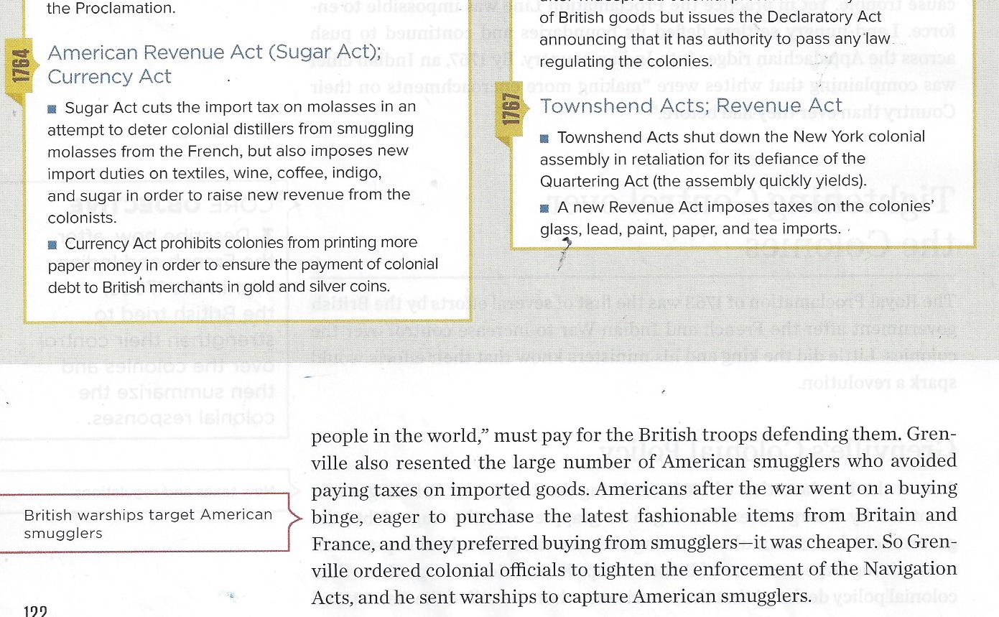 the Proclamation.
1764
American Revenue Act (Sugar Act);
Currency Act
■ Sugar Act cuts the import tax on molasses in an
attempt to deter colonial distillers from smuggling
molasses from the French, but also imposes new
import duties on textiles, wine, coffee, indigo,
and sugar in order to raise new revenue from the
colonists.
■ Currency Act prohibits colonies from printing more
paper money in order to ensure the payment of colonial
debt to British merchants in gold and silver coins.
of British goods but issues the Declaratory Act
announcing that it has authority to pass any law
regulating the colonies.
1767
Townshend Acts; Revenue Act
■ Townshend Acts shut down the New York colonial
assembly in retaliation for its defiance of the
Quartering Act (the assembly quickly yields).
■ A new Revenue Act imposes taxes on the colonies’
glass, lead, paint, paper, and tea imports.
people in the world,” must pay for the British troops defending them. Gren-
ville also resented the large number of American smugglers who avoided
paying taxes on imported goods. Americans after the war went on a buying
binge, eager to purchase the latest fashionable items from Britain and
France, and they preferred buying from smugglers—it was cheaper. So Gren-
ville ordered colonial officials to tighten the enforcement of the Navigation
Acts, and he sent warships to capture American smugglers.
British warships target American
smugglers
122